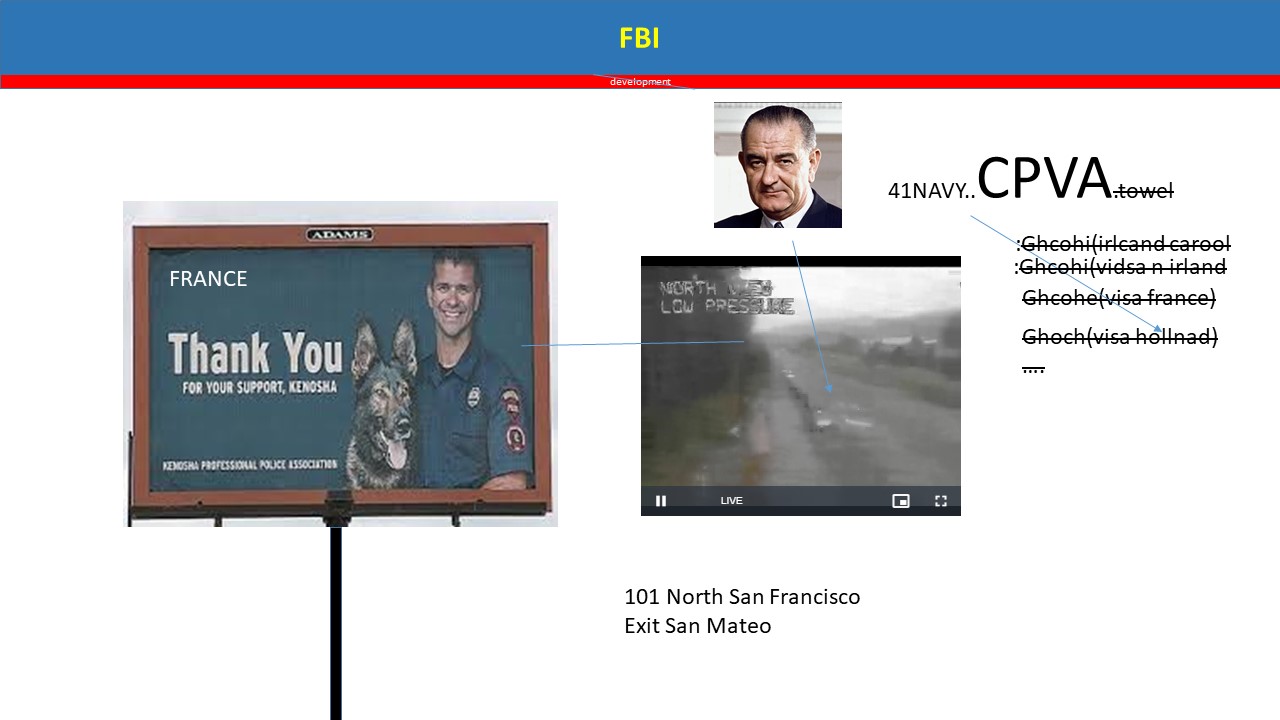 FBI
development
41NAVY..CPVA.towel
:Ghcohi(irlcand carool
:Ghcohi(vidsa n irland
Ghcohe(visa france)
Ghoch(visa hollnad)
....
ADAMS
FRANCE
Thank You
FOR YOUR SUPPORT, KENOSHA
KENOSHA PROFESSIONAL POLICE ASSOCIATION
NORTH
LOW PRESSURE
LIVE
101 North San Francisco
Exit San Mateo